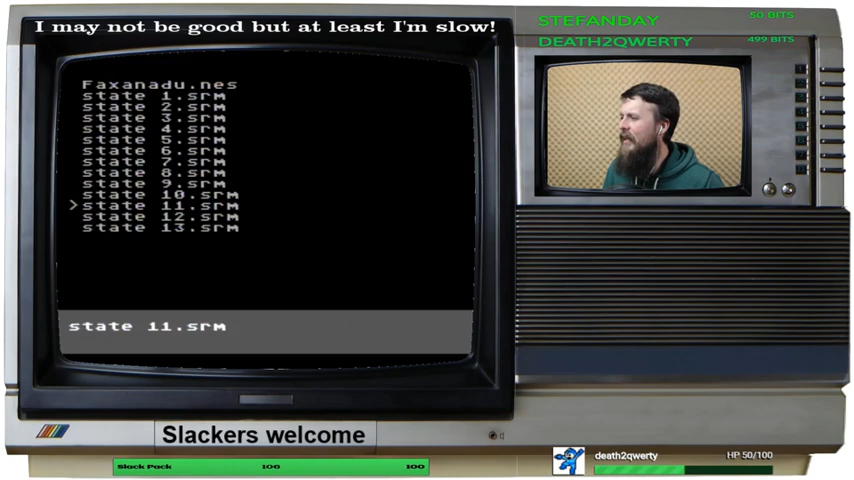 I may not be good but at least I'm slow!
STEFANDAY 50 BITS
DEATH2QWERTY 499 BITS
Faxanadu.nes
state 1.srm
state 2.srm
state 3.srm
state 4.srm
state 5.srm
state 6.srm
state 7.srm
state 8.srm
state 9.srm
state 10.srm
>state 11.srm
state 12.srm
state 13.srm
state 11.srm
Slackers welcome
Slack Pack 106 100
death2qwerty HP 50/100